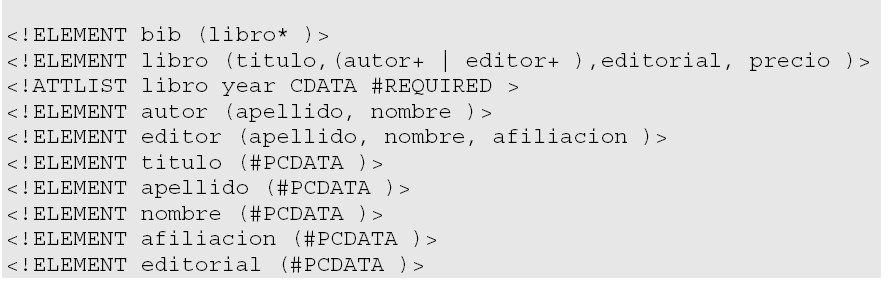 <!ELEMENT bib (libro* )>
<!ELEMENT libro (titulo,(autor+ | editor+ ),editorial, precio )>
<!ATTLIST libro year CDATA #REQUIRED >
<!ELEMENT autor (apellido, nombre )>
<!ELEMENT editor (apellido, nombre, afiliacion )>
<!ELEMENT titulo (#PCDATA )>
<!ELEMENT apellido (#PCDATA )>
<!ELEMENT nombre (#PCDATA )>
<!ELEMENT afiliacion (#PCDATA )>
<!ELEMENT editorial (#PCDATA )>